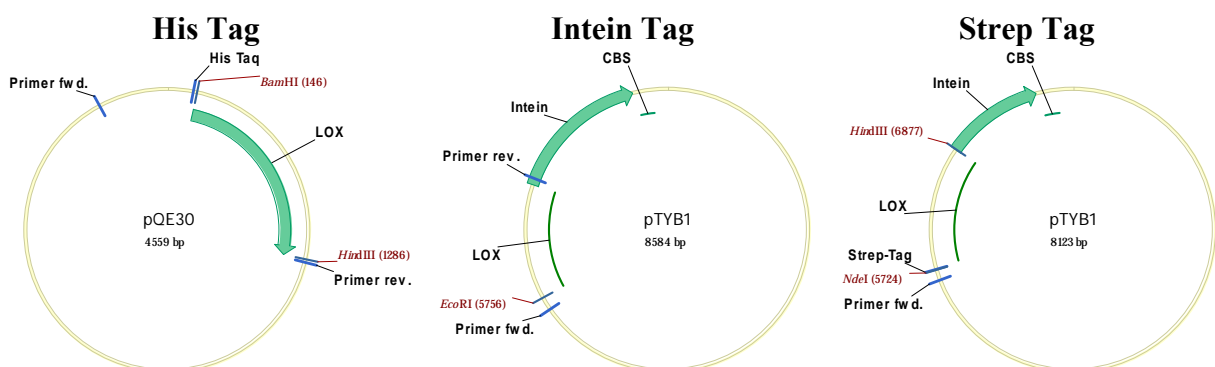 His Tag
His Taq
BamHI (146)
Primer fwd.
LOX
pQE30
4559 bp
HindIII (1286)
Primer rev.
Intein Tag
CBS
Intein
Primer rev.
pTYB1
8584 bp
LOX
EcoRI (5756)
Primer fwd.
Strep Tag
CBS
Intein
HindIII (6877)
LOX
pTYB1
8123 bp
Strep-Tag
NdeI (5724)
Primer fwd.